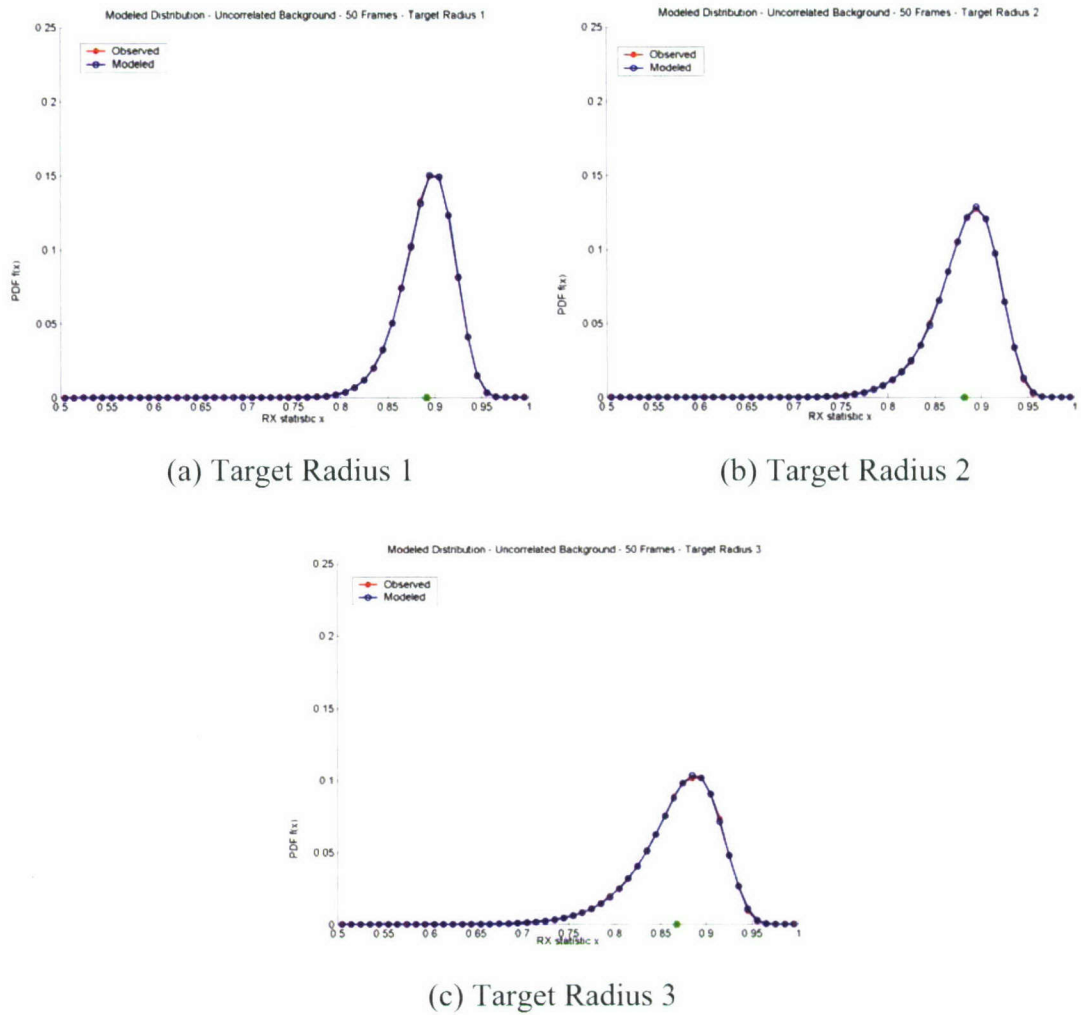 Modeled Distribution - Uncorrelated Background - 50 Frames - Target Radius 1
0 25
0 2
0 15
0 1
0 05
0
PDF f(x)
Observed
Modeled
0 5 0 55 0 6 0 65 0 7 0 75 0 8 0 85 0 9 0 95 1
RX statistic x
(a) Target Radius 1
Modeled Distribution - Uncorrelated Background - 50 Frames - Target Radius 2
0 25
0 2
0 15
0 1
0 05
0
PDF f(x)
Observed
Modeled
0 5 0 55 0 6 0 65 0 7 0 75 0 8 0 85 0 9 0 95 1
RX statistic x
(b) Target Radius 2
Modeled Distribution - Uncorrelated Background - 50 Frames - Target Radius 3
0 25
0 2
0 15
0 1
0 05
0
PDF f(x)
Observed
Modeled
0 5 0 55 0 6 0 65 0 7 0 75 0 8 0 85 0 9 0 95 1
RX statistic x
(c) Target Radius 3